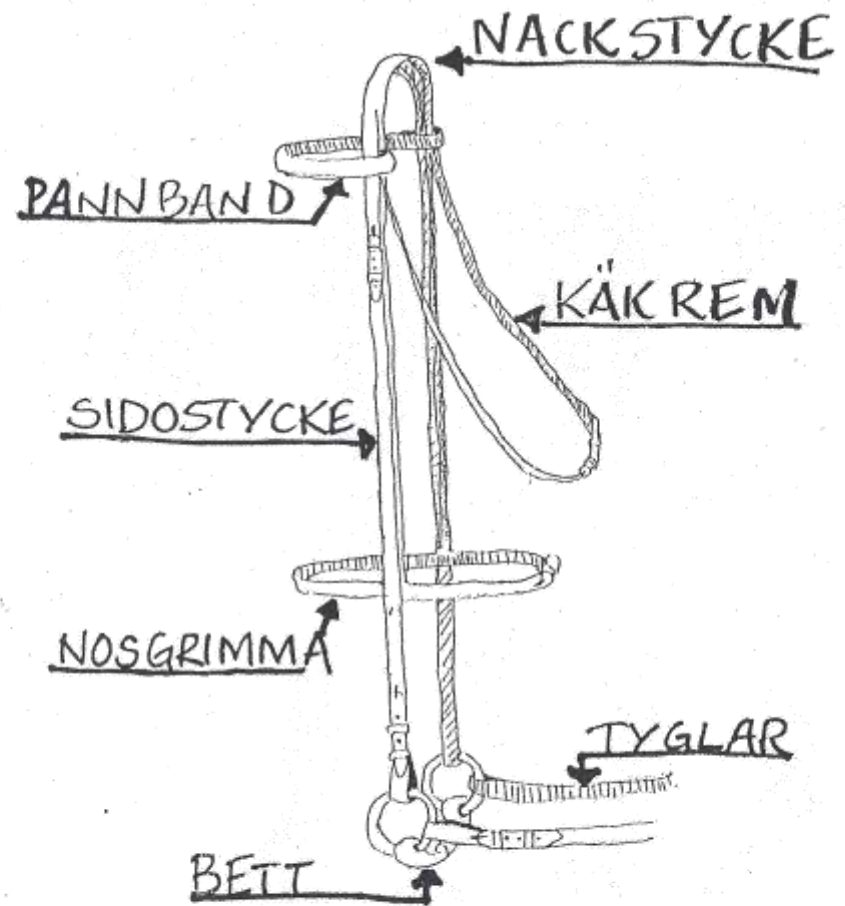 NACKSTYCKE
PANNBAND
KÄKREM
SIDOSTYCKE
NOSGRIMMA
TYGLAR
BETT